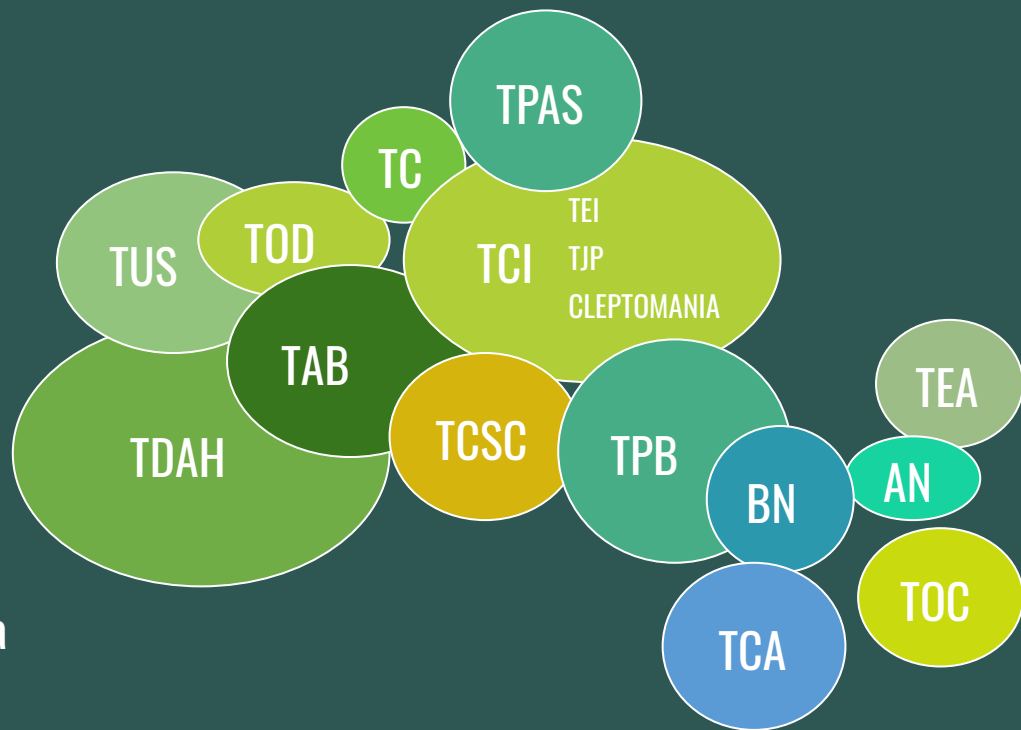 TPAS
TC
TEI
TOD
TCI
TJP
TUS
CLEPTOMANIA
TAB
TEA
TCSC
TPB
TDAH
AN
BN
TOC
a
TCA